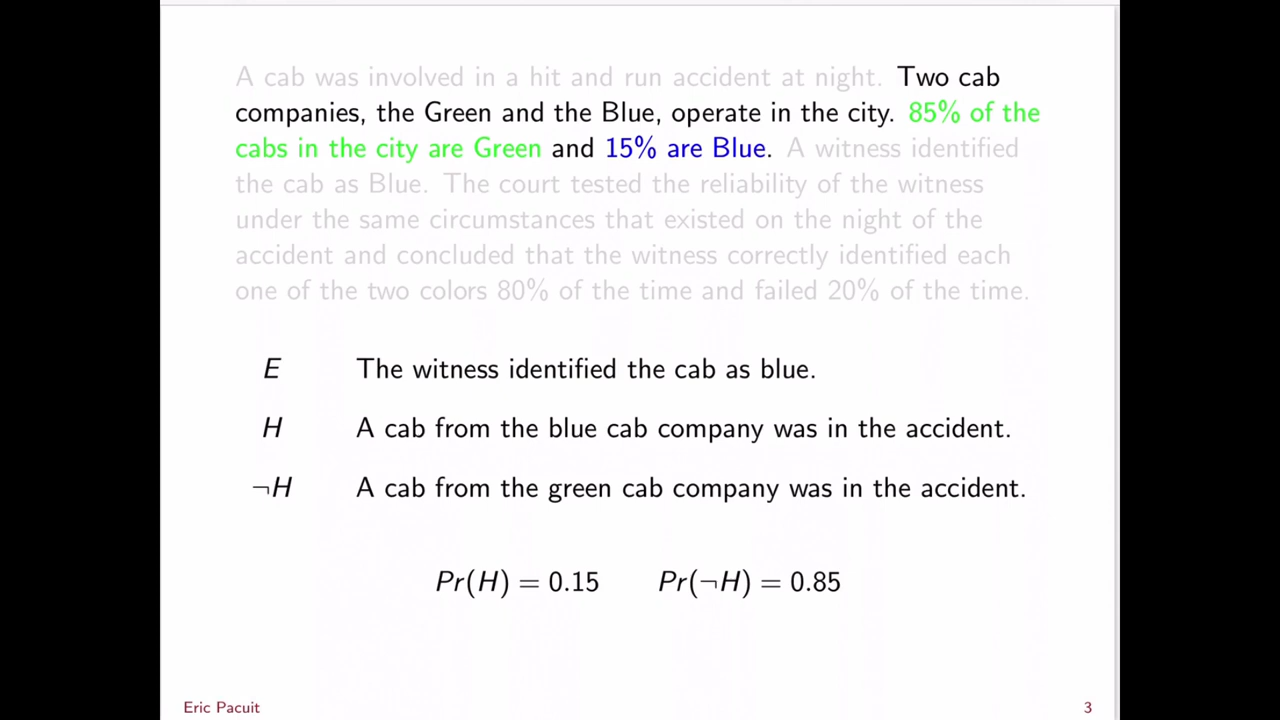 A cab was involved in a hit and run accident at night. Two cab
companies, the Green and the Blue, operate in the city. 85% of the
cabs in the city are Green and 15% are Blue. A witness identified
the cab as Blue. The court tested the reliability of the witness
under the same circumstances that existed on the night of the
accident and concluded that the witness correctly identified each
one of the two colors 80% of the time and failed 20% of the time.
E The witness identified the cab as blue.
H A cab from the blue cab company was in the accident.
¬H A cab from the green cab company was in the accident.
Pr(H) = 0.15 Pr(¬H) = 0.85
Eric Pacuit 3